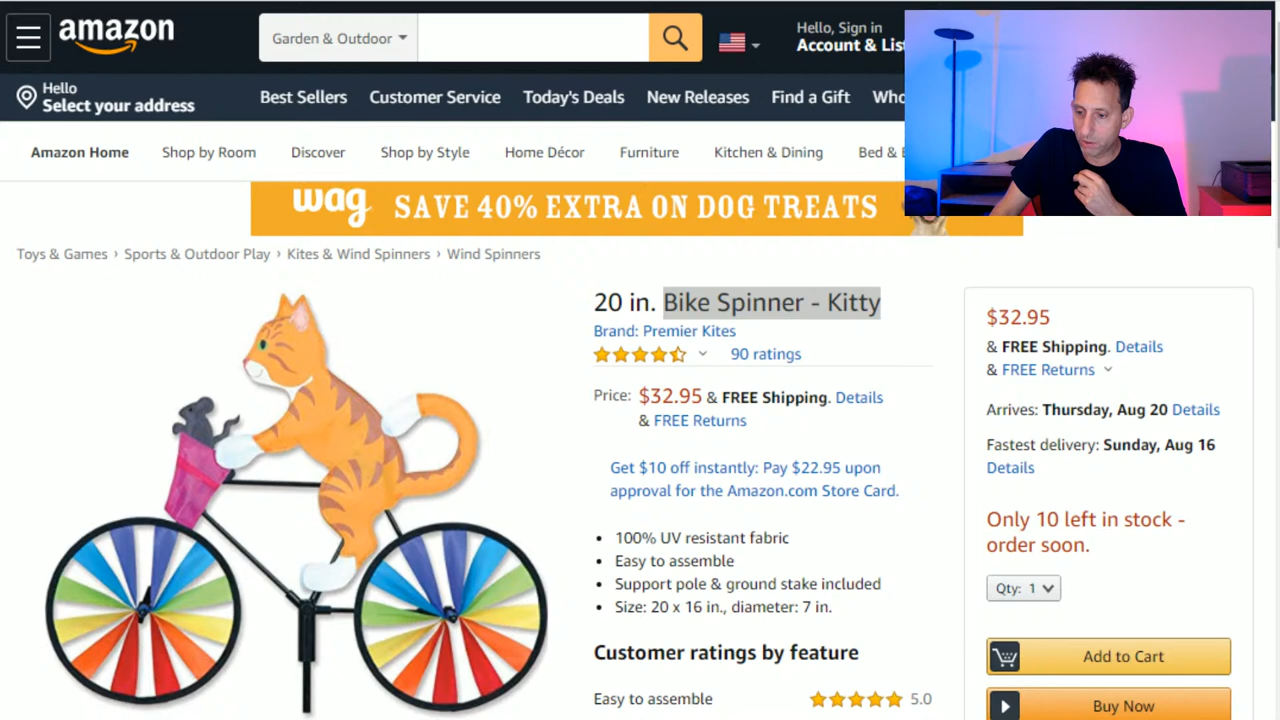 amazon
Garden & Outdoor
Hello, Sign in
Account & Lis
Hello
Select your address
Best Sellers Customer Service Today's Deals New Releases Find a Gift Who
Amazon Home Shop by Room Discover Shop by Style Home Décor Furniture Kitchen & Dining Bed &
wag SAVE 40% EXTRA ON DOG TREATS
Toys & Games › Sports & Outdoor Play › Kites & Wind Spinners › Wind Spinners
20 in. Bike Spinner - Kitty
Brand: Premier Kites
90 ratings
Price: $32.95 & FREE Shipping. Details
& FREE Returns
Get $10 off instantly: Pay $22.95 upon
approval for the Amazon.com Store Card.
• 100% UV resistant fabric
• Easy to assemble
• Support pole & ground stake included
• Size: 20 x 16 in., diameter: 7 in.
Customer ratings by feature
Easy to assemble 5.0
$32.95
& FREE Shipping. Details
& FREE Returns
Arrives: Thursday, Aug 20 Details
Fastest delivery: Sunday, Aug 16
Details
Only 10 left in stock -
order soon.
Qty: 1
Add to Cart
Buy Now